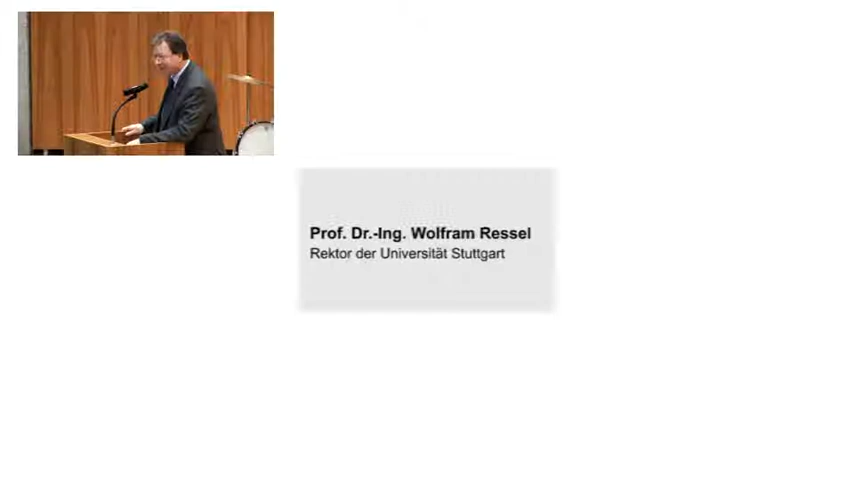 Prof. Dr.-Ing. Wolfram Ressel
Rektor der Universität Stuttgart